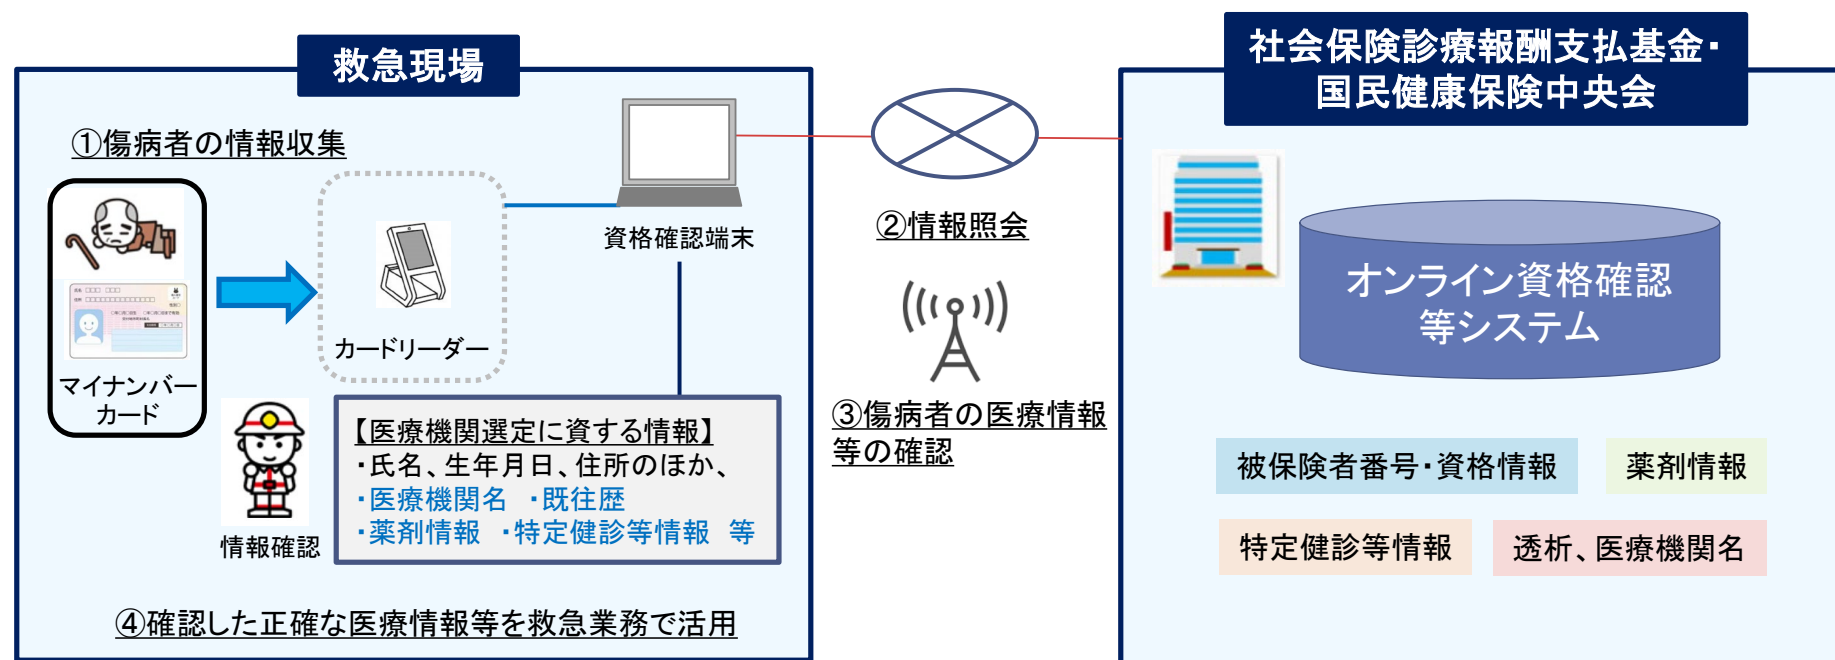 救急現場
①傷病者の情報収集
マイナンバー
カード
カードリーダー
資格確認端末
情報確認
【医療機関選定に資する情報】
・氏名、生年月日、住所のほか、
・医療機関名 ・既往歴
・薬剤情報 ・特定健診等情報 等
④確認した正確な医療情報等を救急業務で活用
②情報照会
③傷病者の医療情報
等の確認
社会保険診療報酬支払基金・
国民健康保険中央会
オンライン資格確認
等システム
被保険者番号・資格情報
薬剤情報
特定健診等情報
透析、医療機関名